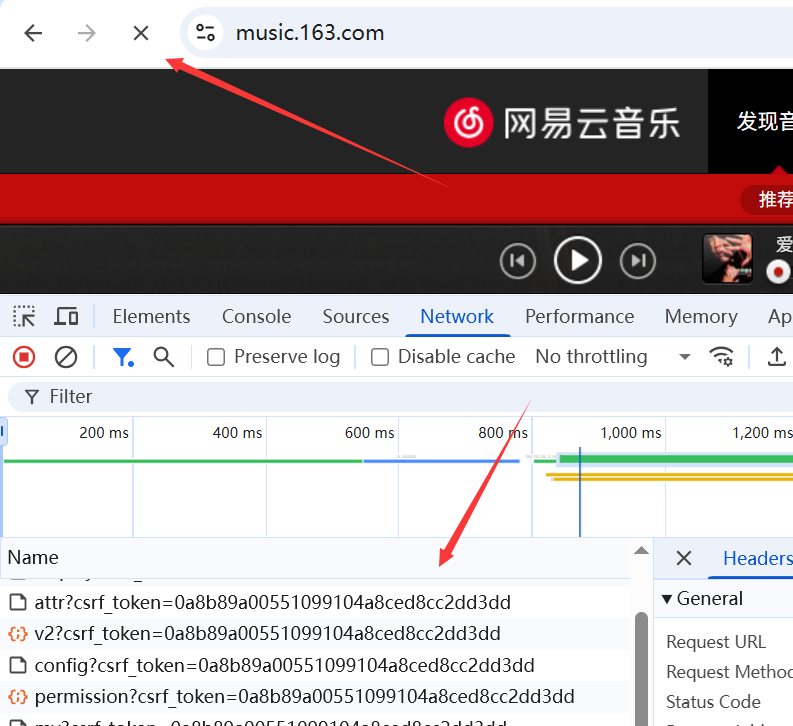 music.163.com
网易云音乐
发现音
推荐
爱
Elements Console Sources Network Performance Memory Ap
Preserve log Disable cache No throttling
Filter
200 ms 400 ms 600 ms 800 ms 1,000 ms 1,200 ms
Name
Headers
attr?csrf_token=0a8b89a00551099104a8ced8cc2dd3dd
General
v2?csrf_token=0a8b89a00551099104a8ced8cc2dd3dd
Request URL
config?csrf_token=0a8b89a00551099104a8ced8cc2dd3dd
Request Method
permission?csrf_token=0a8b89a00551099104a8ced8cc2dd3dd
Status Code